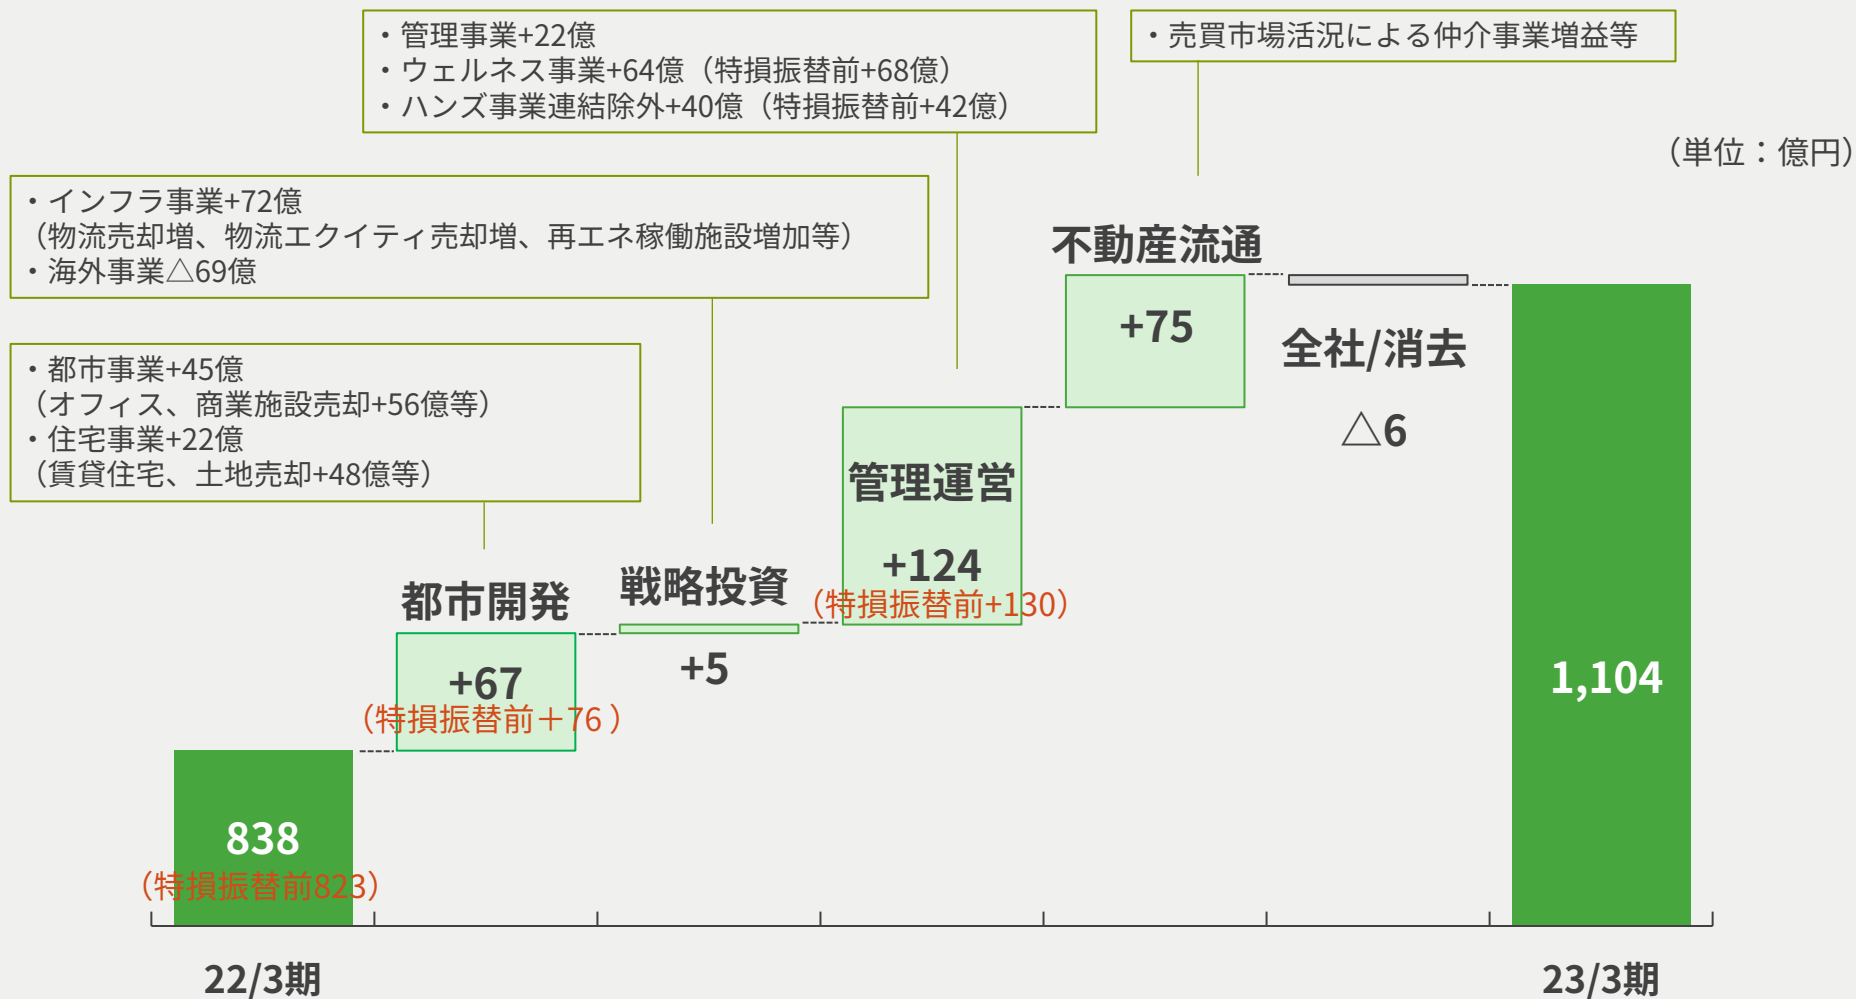 ・管理事業+22億
・ウェルネス事業+64億（特損振替前+68億）
・ハンズ事業連結除外+40億（特損振替前+42億）
・売買市場活況による仲介事業増益等
（単位：億円）
・インフラ事業+72億
（物流売却増、物流エクイティ売却増、再エネ稼働施設増加等）
・海外事業△69億
・都市事業+45億
（オフィス、商業施設売却+56億等）
・住宅事業+22億
（賃貸住宅、土地売却+48億等）
838
（特損振替前823）
都市開発
+67
（特損振替前＋76 ）
戦略投資
+5
管理運営
+124
（特損振替前+130）
不動産流通
+75
全社/消去
△6
1,104
22/3期
23/3期